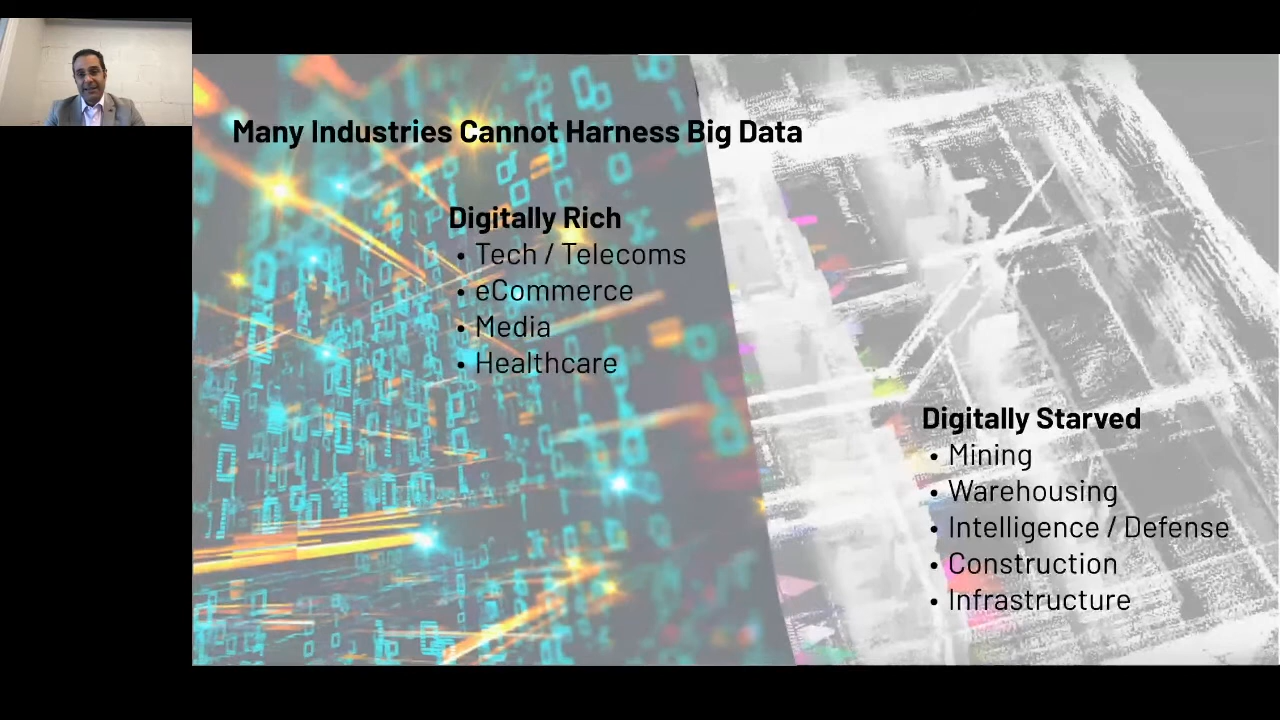 Many Industries Cannot Harness Big Data
Digitally Rich
• Tech / Telecoms
• eCommerce
• Media
• Healthcare
Digitally Starved
• Mining
• Warehousing
• Intelligence / Defense
• Construction
• Infrastructure